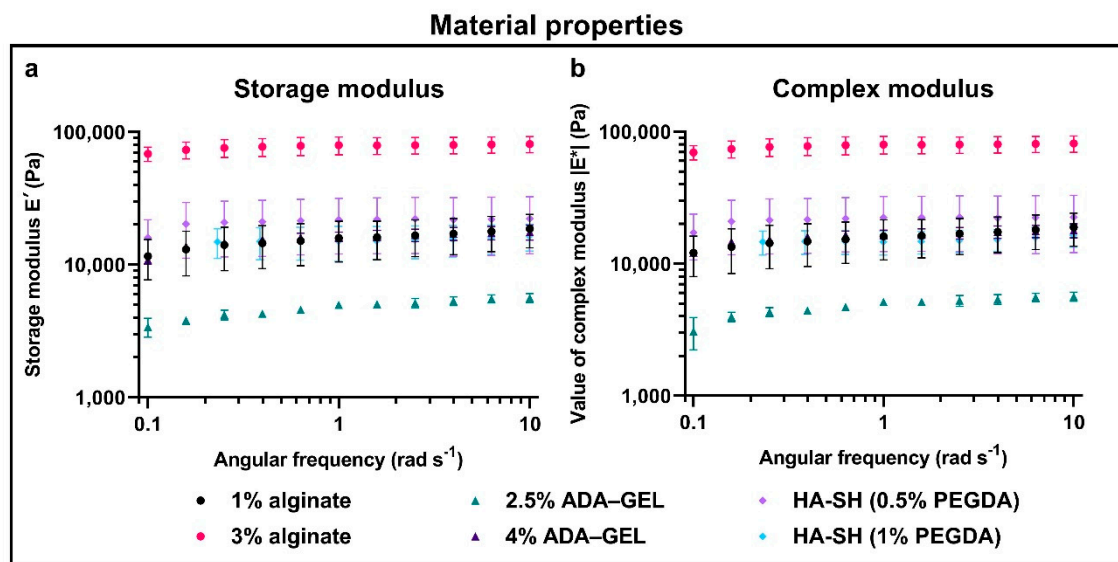 Material properties
a
Storage modulus
Storage modulus E′ (Pa)
100,000
10,000
1,000
0.1
1
10
Angular frequency (rad s⁻¹)
b
Complex modulus
Value of complex modulus |E*| (Pa)
100,000
10,000
1,000
0.1
1
10
Angular frequency (rad s⁻¹)
1% alginate
2.5% ADA–GEL
HA-SH (0.5% PEGDA)
3% alginate
4% ADA–GEL
HA-SH (1% PEGDA)